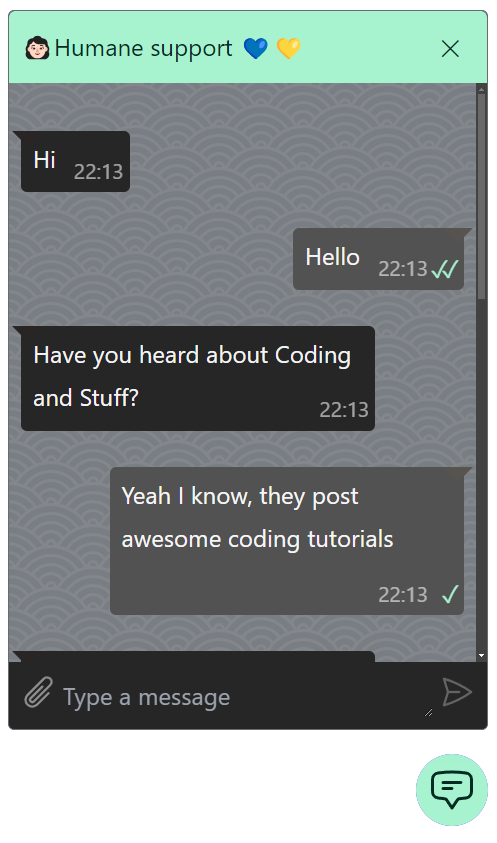 Humane support
Hi
22:13
Hello
22:13
Have you heard about Coding
and Stuff?
22:13
Yeah I know, they post
awesome coding tutorials
22:13
Type a message